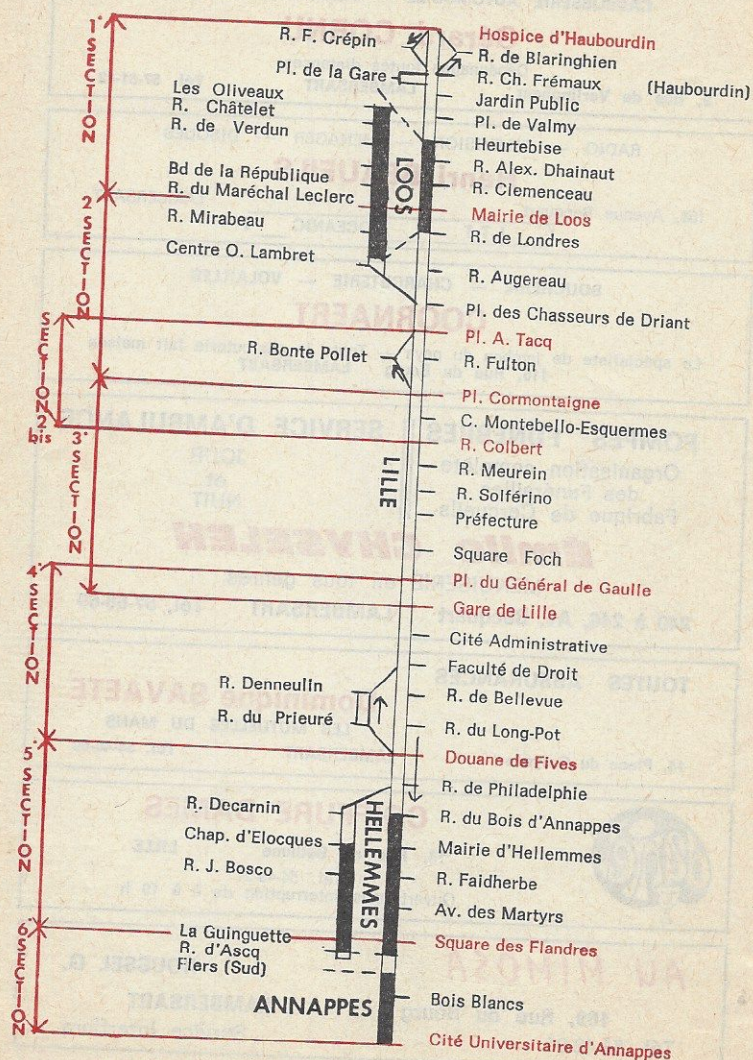 1° SECTION
R. F. Crépin
Pl. de la Gare
Les Oliveaux
R. Châtelet
R. de Verdun
Bd de la République
R. du Maréchal Leclerc
R. Mirabeau
Centre O. Lambret
LOOS
Hospice d'Haubourdin
R. de Blaringhien
R. Ch. Frémaux (Haubourdin)
Jardin Public
Pl. de Valmy
Heurtebise
R. Alex. Dhainaut
R. Clemenceau
Mairie de Loos
R. de Londres
R. Augereau
Pl. des Chasseurs de Driant
2° SECTION
SECTION 2 bis
Pl. A. Tacq
R. Bonte Pollet
R. Fulton
Pl. Cormontaigne
C. Montebello-Esquermes
R. Colbert
3° SECTION
LILLE
R. Meurein
R. Solférino
Préfecture
Square Foch
Pl. du Général de Gaulle
Gare de Lille
4° SECTION
Cité Administrative
Faculté de Droit
R. Denneulin
R. de Bellevue
R. du Prieuré
R. du Long-Pot
Douane de Fives
5° SECTION
R. de Philadelphie
R. Decarnin
Chap. d'Elocques
R. J. Bosco
HELLEMMES
R. du Bois d'Annappes
Mairie d'Hellemmes
R. Faidherbe
Av. des Martyrs
6° SECTION
La Guinguette
R. d'Ascq
Flers (Sud)
Square des Flandres
ANNAPPES
Bois Blancs
Cité Universitaire d'Annappes